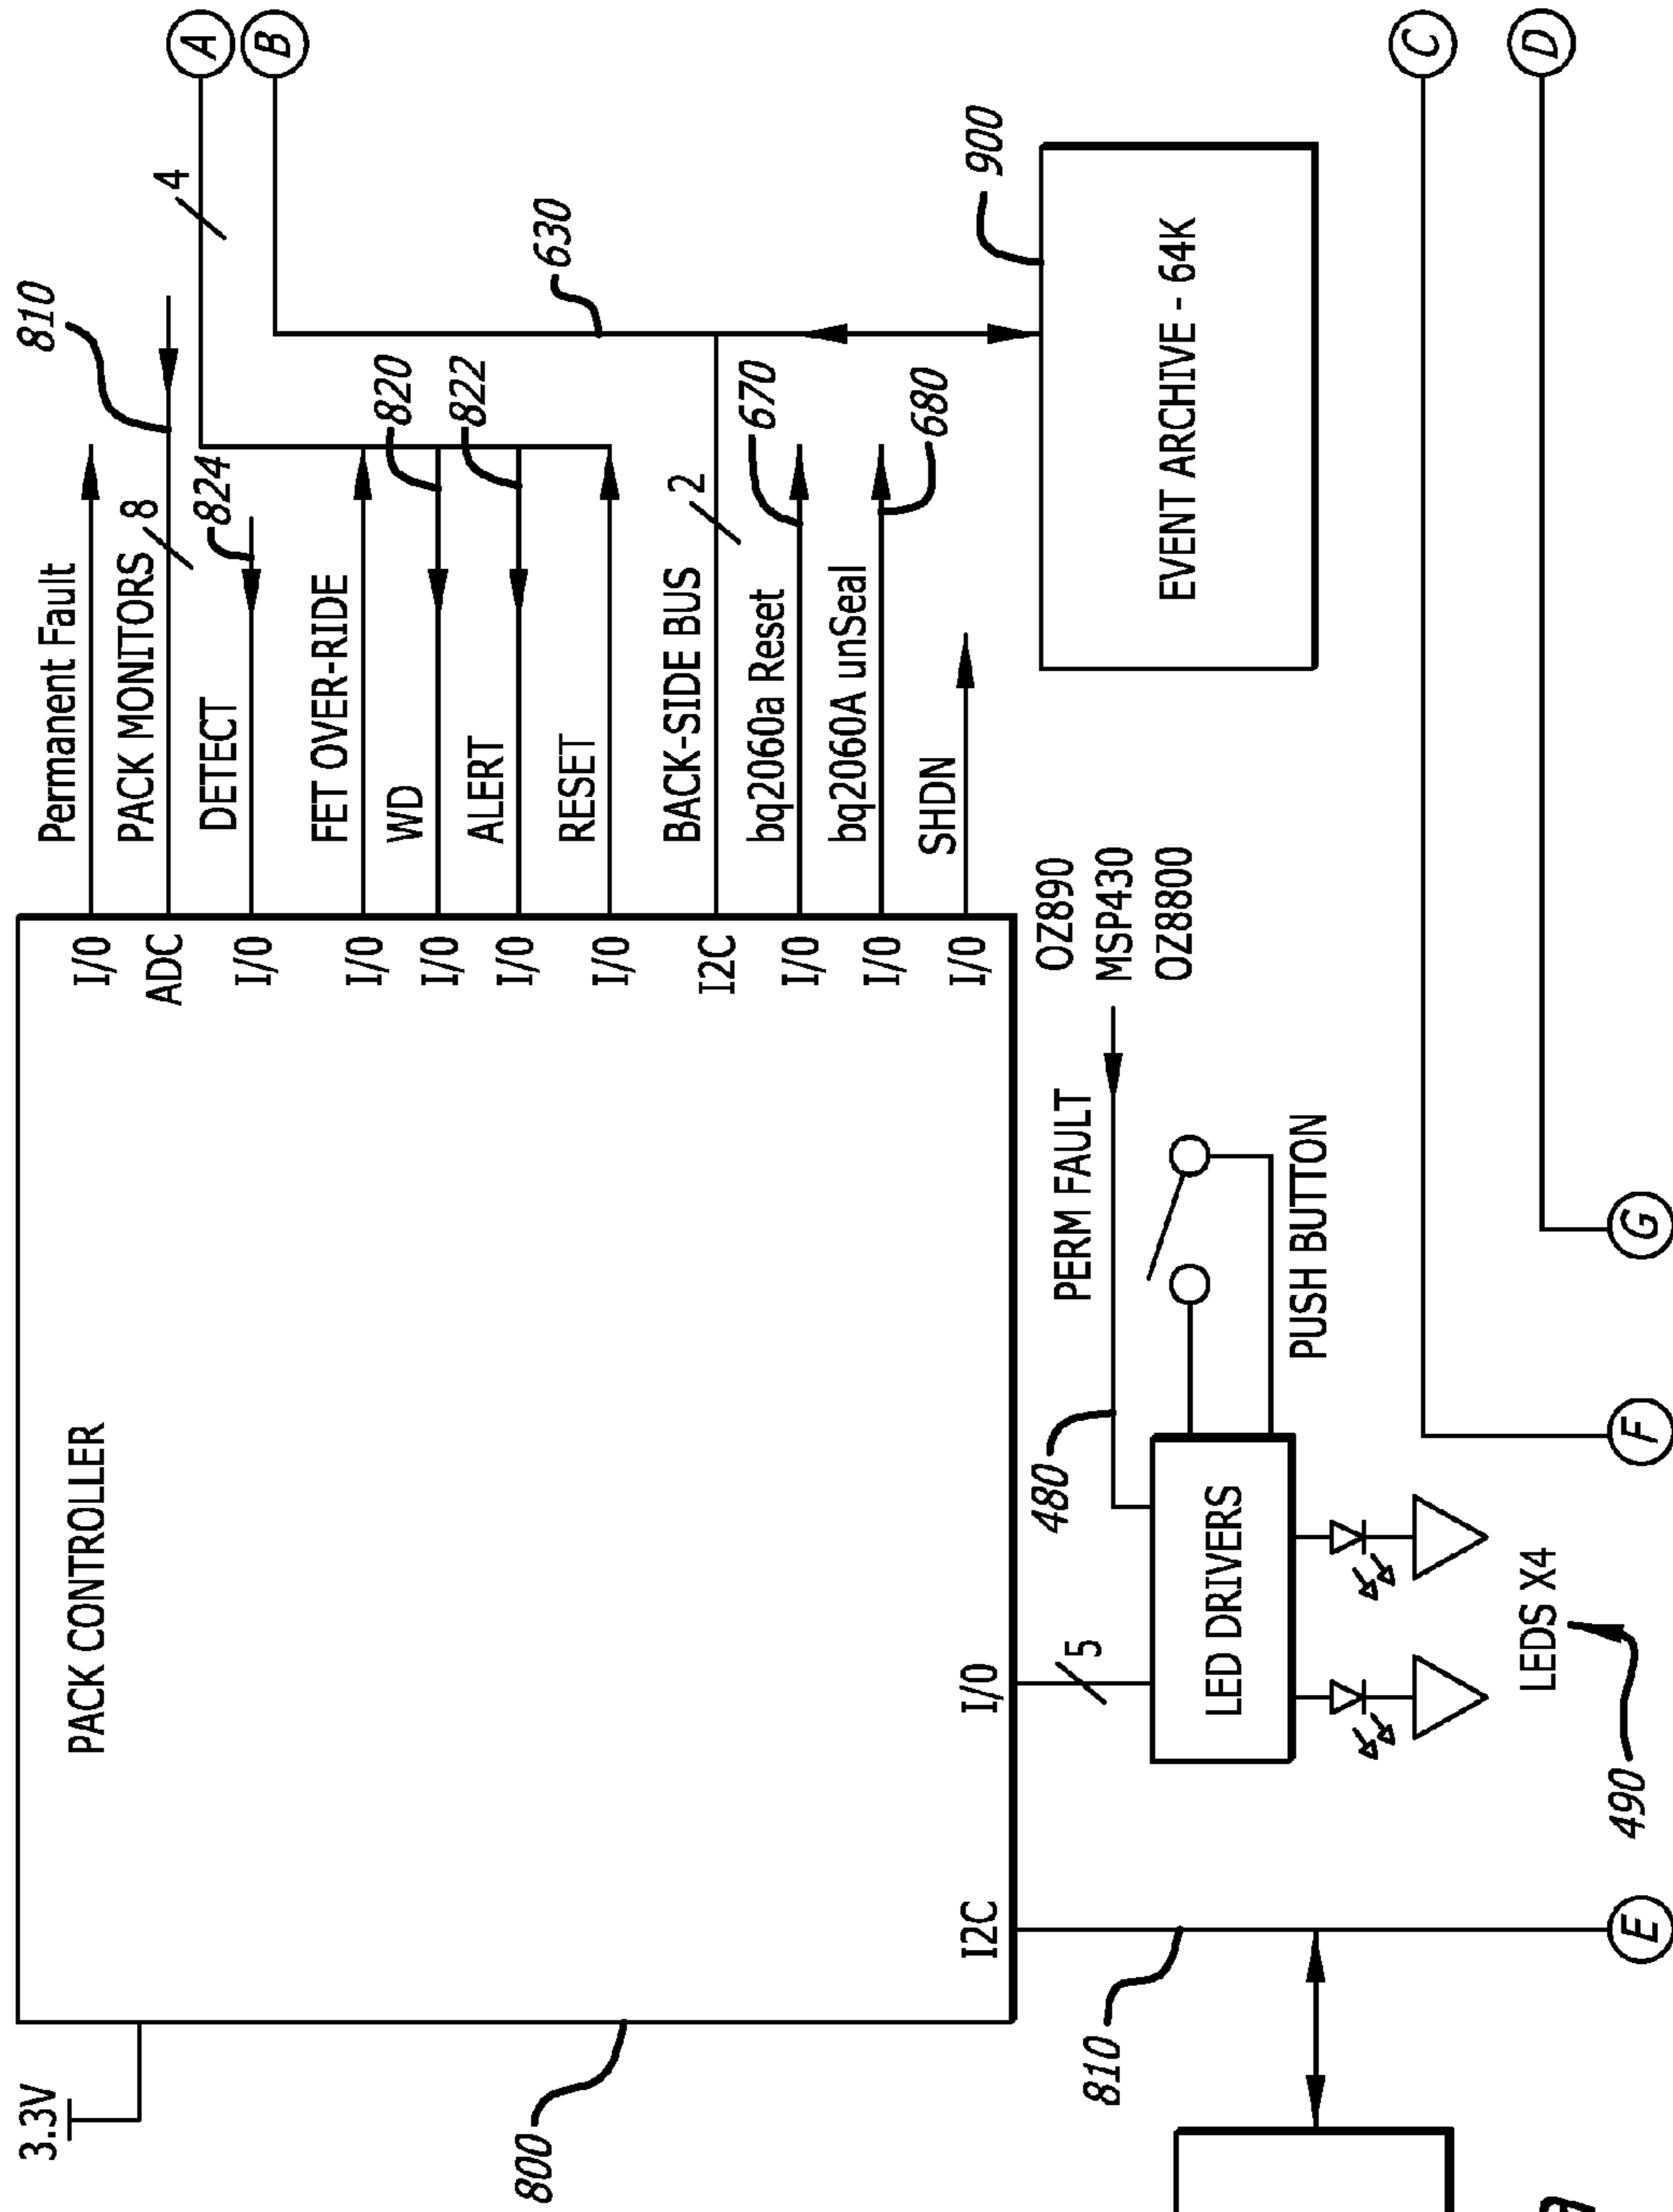 3.3V
810
Permanent Fault
I/O
PACK CONTROLLER
PACK MONITORS
8
ADC
4
A
DETECT
824
I/O
B
FET OVER-RIDE
I/O
820
WD
I/O
822
ALERT
I/O
800
630
RESET
I/O
BACK-SIDE BUS
2
I2C
bq2060a Reset
670
I/O
bq2060A unSeal
680
I/O
SHDN
I/O
I2C
I/O
900
480
OZ890
PERM FAULT
MSP430
5
810
OZ8800
EVENT ARCHIVE - 64K
LED DRIVERS
PUSH BUTTON
C
LEDS X4
D
490
E
F
G